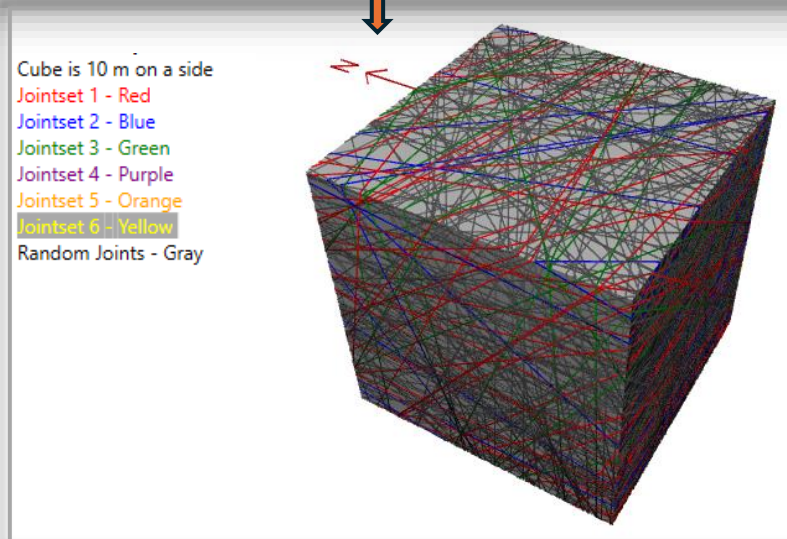 Cube is 10 m on a side
Jointset 1 - Red
Jointset 2 - Blue
Jointset 3 - Green
Jointset 4 - Purple
Jointset 5 - Orange
Jointset 6 - Yellow
Random Joints - Gray
N